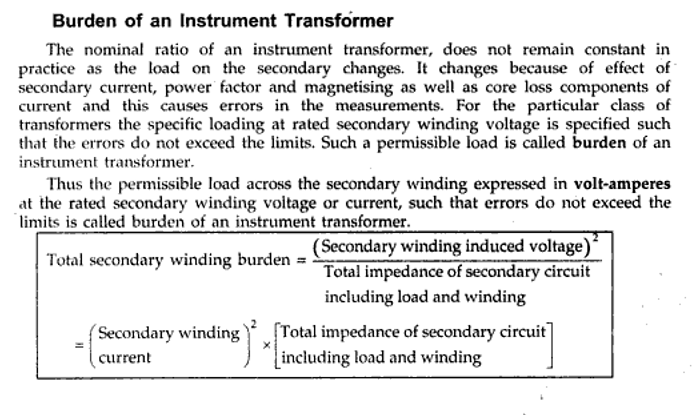 Burden of an Instrument Transformer
The nominal ratio of an instrument transformer, does not remain constant in
practice as the load on the secondary changes. It changes because of effect of
secondary current, power factor and magnetising as well as core loss components of
current and this causes errors in the measurements. For the particular class of
transformers the specific loading at rated secondary winding voltage is specified such
that the errors do not exceed the limits. Such a permissible load is called burden of an
instrument transformer.
Thus the permissible load across the secondary winding expressed in volt-amperes
at the rated secondary winding voltage or current, such that errors do not exceed the
limits is called burden of an instrument transformer.
Total secondary winding burden = (Secondary winding induced voltage)²
Total impedance of secondary circuit
including load and winding
= (Secondary winding)² × [Total impedance of secondary circuit]
current including load and winding